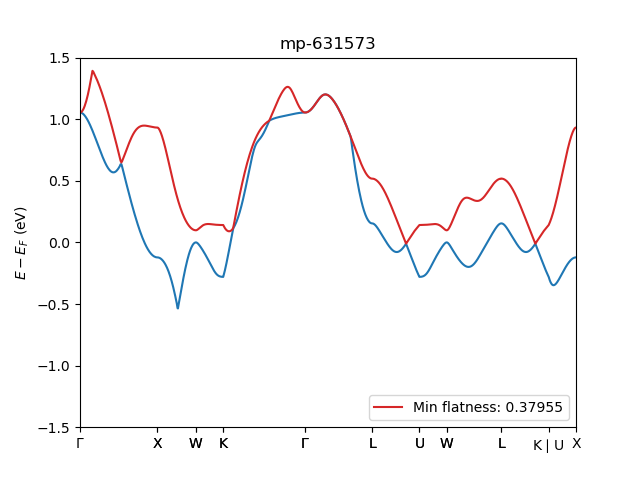 mp-631573
1.5
1.0
0.5
0.0
−0.5
−1.0
−1.5
E − E_F (eV)
Min flatness: 0.37955
Γ X W K Γ L U W L K | U X